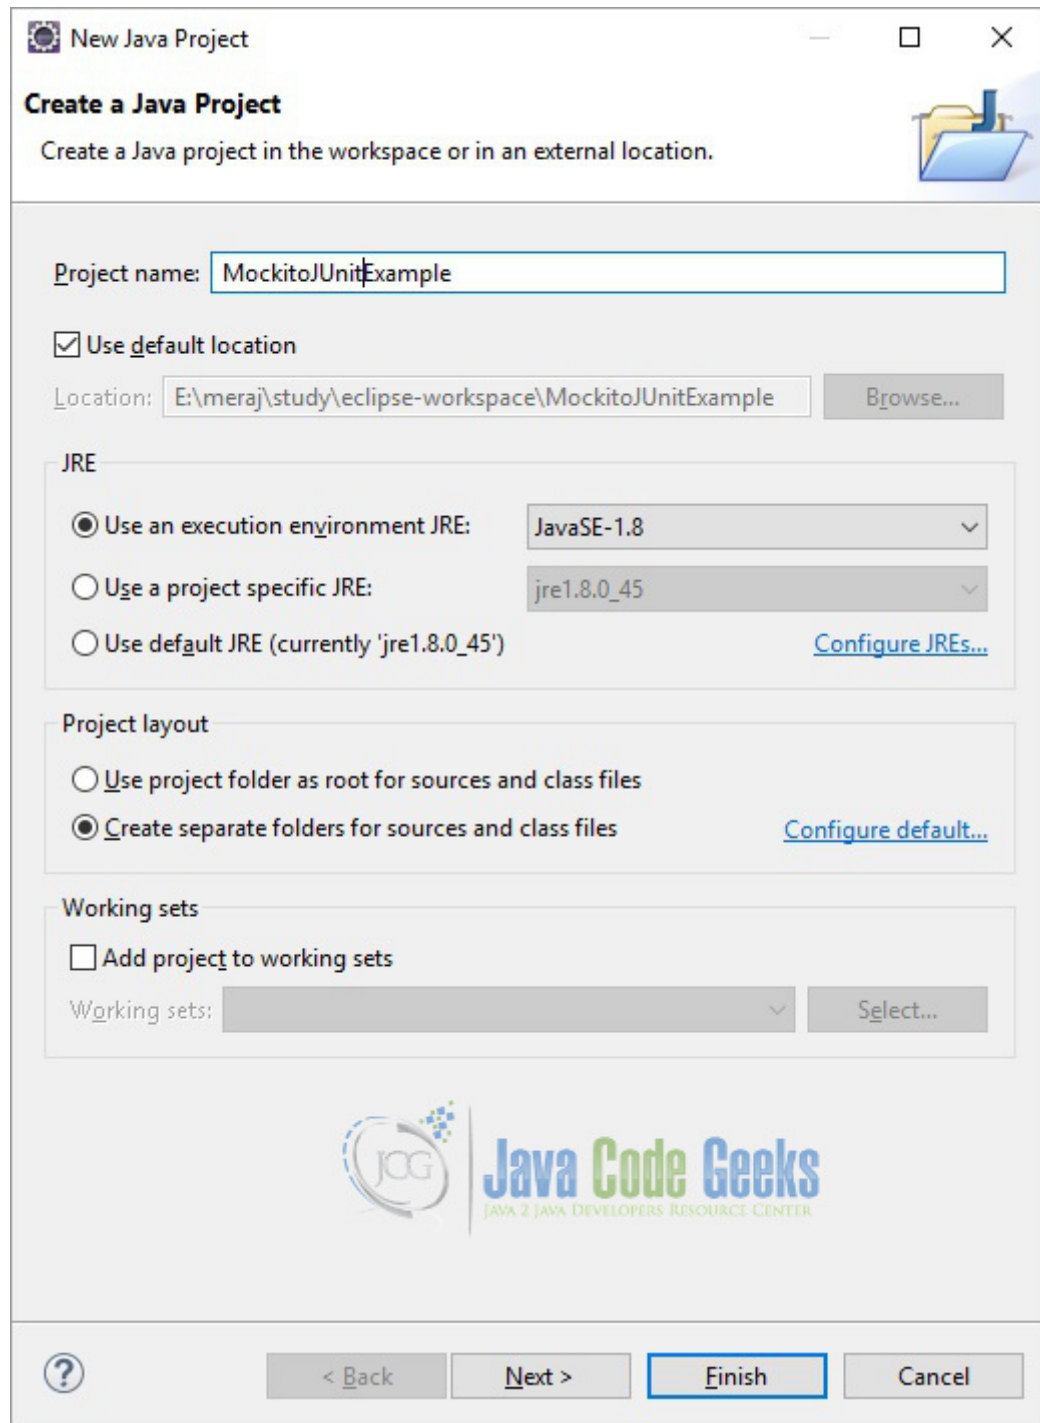 New Java Project
Create a Java Project
Create a Java project in the workspace or in an external location.
Project name: MockitoJUnitExample
Use default location
Location: E:\meraj\study\eclipse-workspace\MockitoJUnitExample Browse...
JRE
Use an execution environment JRE: JavaSE-1.8
Use a project specific JRE: jre1.8.0_45
Use default JRE (currently 'jre1.8.0_45') Configure JREs...
Project layout
Use project folder as root for sources and class files
Create separate folders for sources and class files Configure default...
Working sets
Add project to working sets
Working sets: Select...
JCG Java Code Geeks
JAVA 2 JAVA DEVELOPERS RESOURCE CENTER
? < Back Next > Finish Cancel